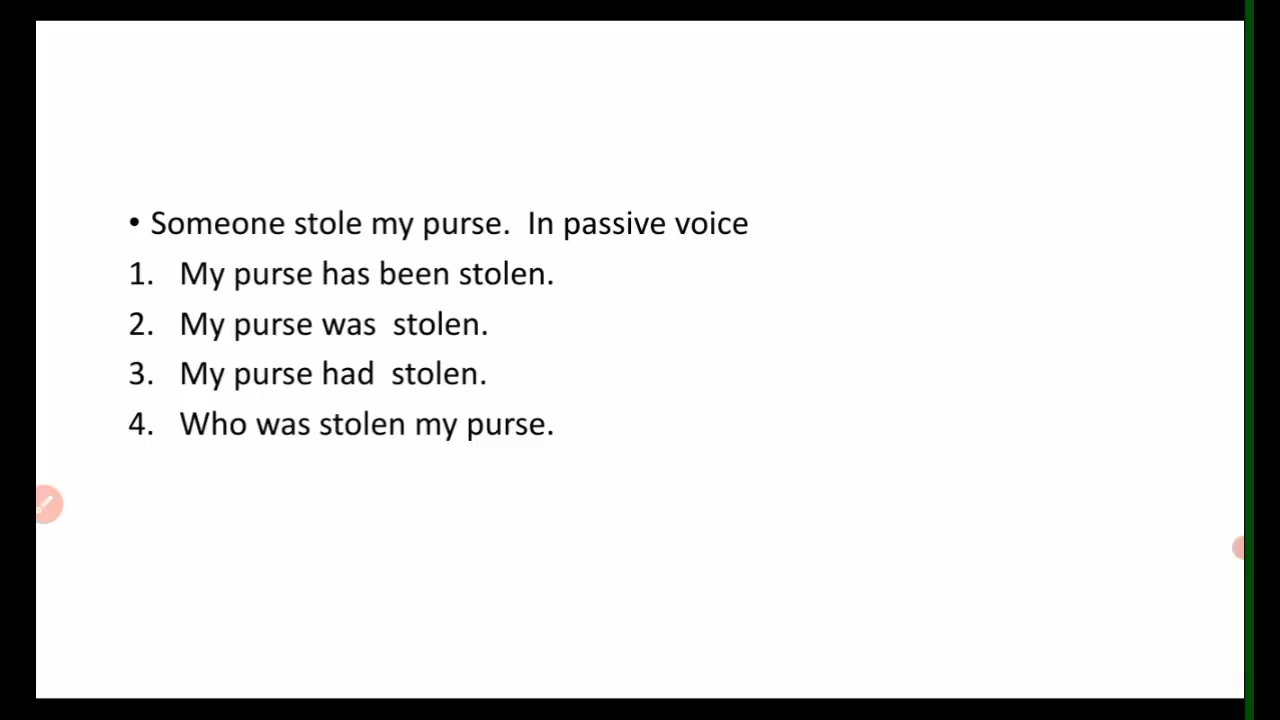 • Someone stole my purse.  In passive voice
1. My purse has been stolen.
2. My purse was  stolen.
3. My purse had  stolen.
4. Who was stolen my purse.